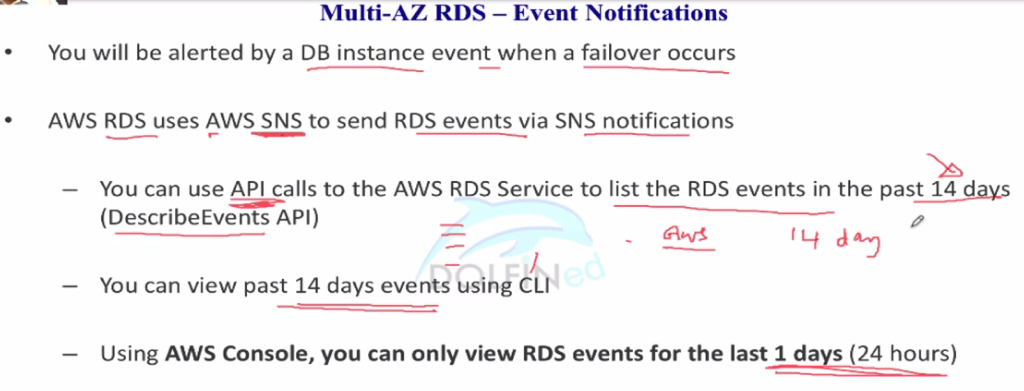 Multi-AZ RDS – Event Notifications
• You will be alerted by a DB instance event when a failover occurs
• AWS RDS uses AWS SNS to send RDS events via SNS notifications
– You can use API calls to the AWS RDS Service to list the RDS events in the past 14 days
(DescribeEvents API)
Aws 14 day
DOLFINed
– You can view past 14 days events using CLI
– Using AWS Console, you can only view RDS events for the last 1 days (24 hours)